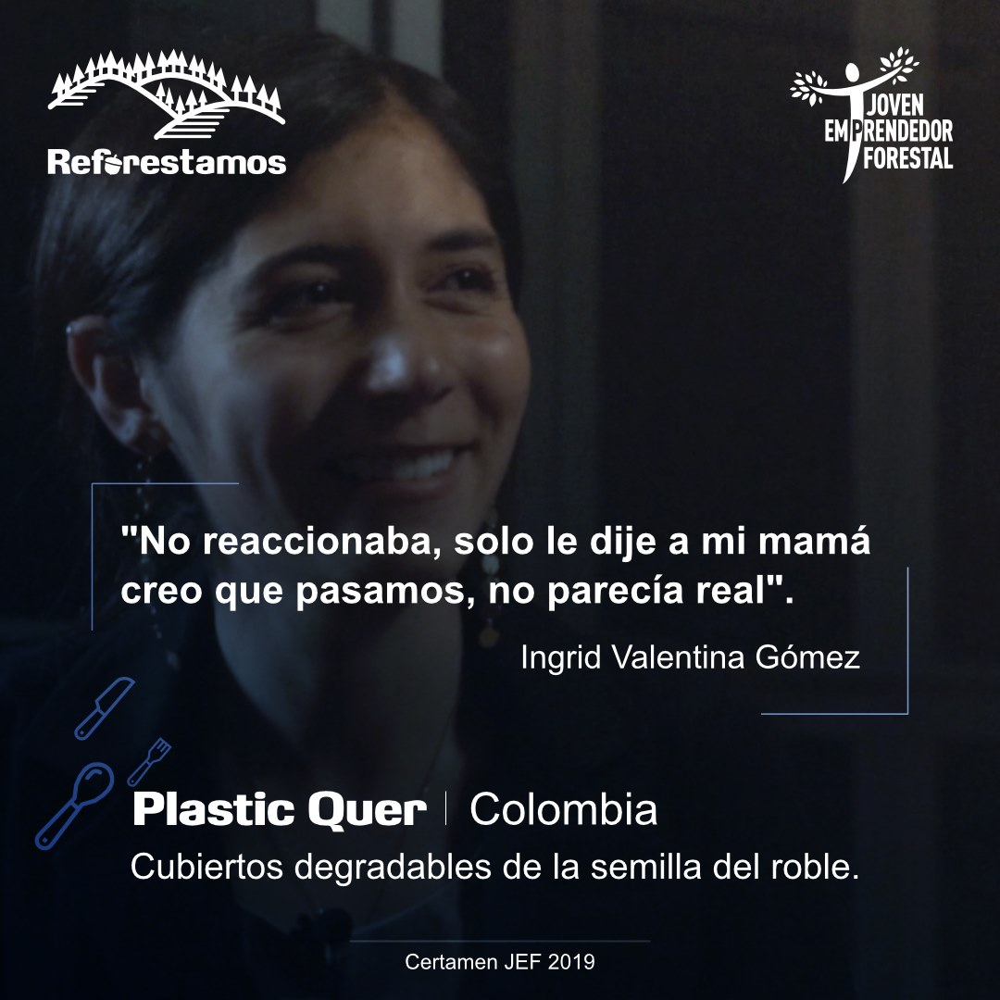 Reforestamos
JOVEN
EMPRENDEDOR
FORESTAL
"No reaccionaba, solo le dije a mi mamá
creo que pasamos, no parecía real".
Ingrid Valentina Gómez
Plastic Quer | Colombia
Cubiertos degradables de la semilla del roble.
Certamen JEF 2019